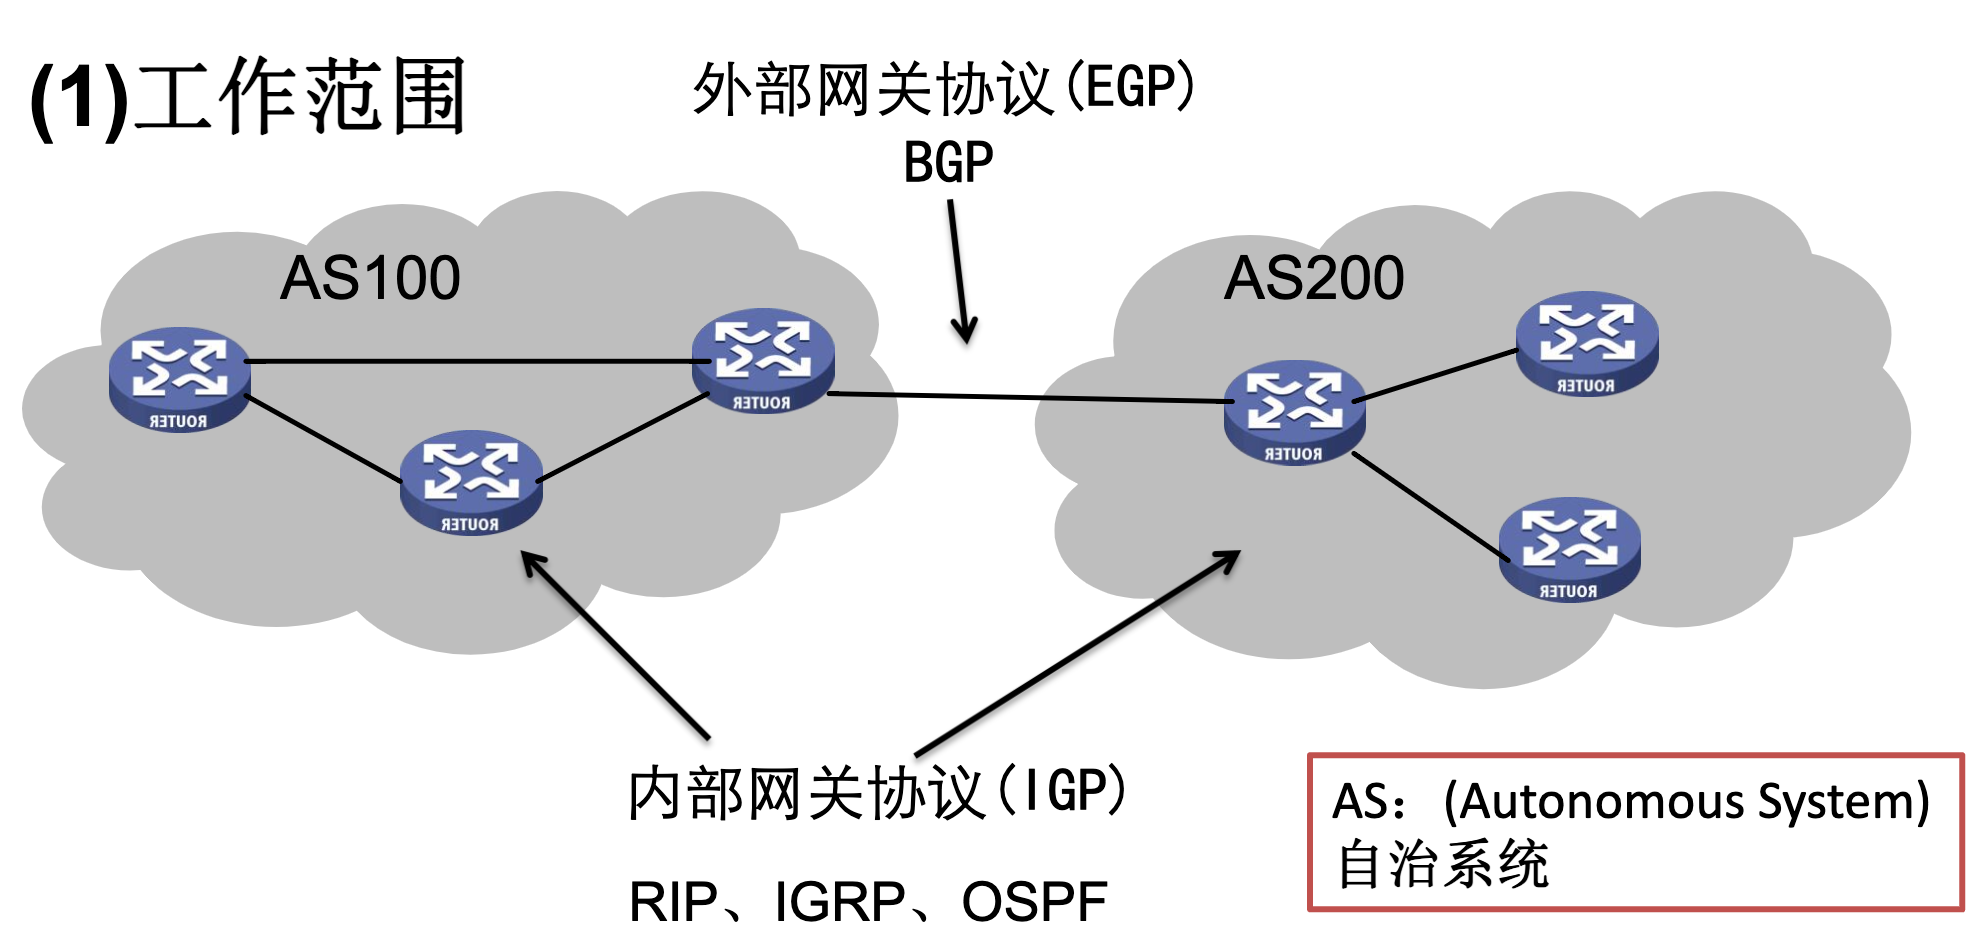 (1)工作范围
外部网关协议(EGP)
BGP
AS100
AS200
ROUTER
ROUTER
ROUTER
ROUTER
ROUTER
ROUTER
内部网关协议(IGP)
RIP、IGRP、OSPF
AS：(Autonomous System)
自治系统